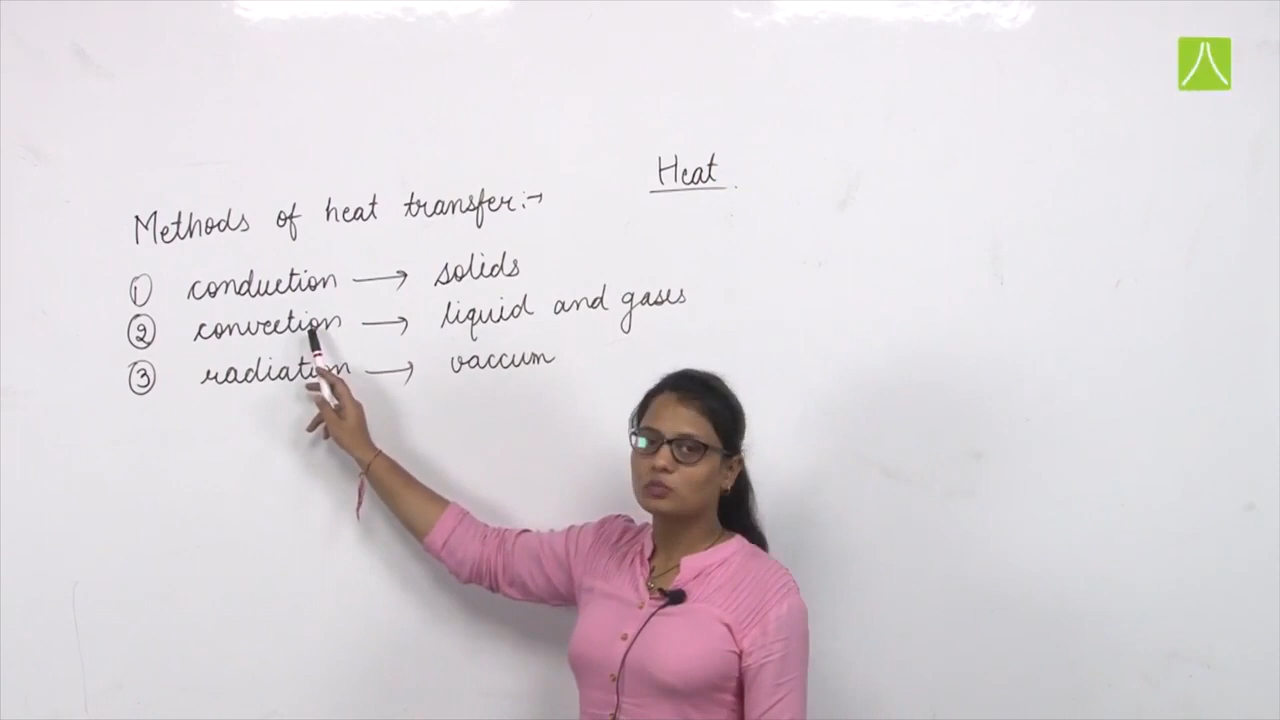 Heat.
Methods of heat transfer:→
① conduction → solids
② convection → liquid and gases
③ radiation → vaccum